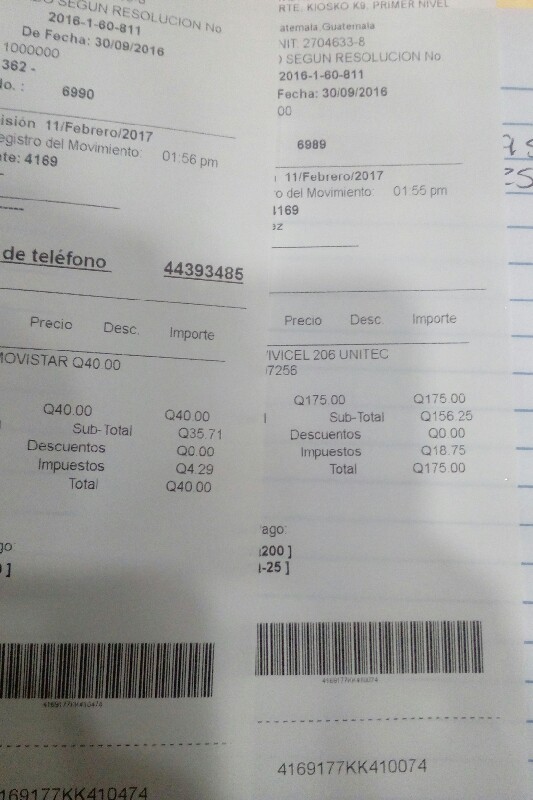 SEGUN RESOLUCION No
2016-1-60-811
De Fecha: 30/09/2016
1000000
362 -
No. :
6990
isión 11/Febrero/2017
egistro del Movimiento:
01:56 pm
nte: 4169
de teléfono
44393485
Precio
Desc.
Importe
MOVISTAR Q40.00
Q40.00
Q40.00
Sub-Total
Q35.71
Descuentos
Q0.00
Impuestos
Q4.29
Total
Q40.00
go
]
4169177KK410474
4169177KK410474
RTE. KIOSKO K9. PRIMER NIVEL
atemala,Guatemala
NIT: 2704633-8
SEGUN RESOLUCION No.
2016-1-60-811
Fecha: 30/09/2016
00
6989
11/Febrero/2017
o del Movimiento:
01:55 pm
4169
ez
Precio
Desc.
Importe
IVICEL 206 UNITEC
7256
Q175.00
Q175.00
Sub-Total
Q156.25
Descuentos
Q0.00
Impuestos
Q18.75
Total
Q175.00
ago:
200 ]
-25 ]
4169177KK410074
4169177KK410074